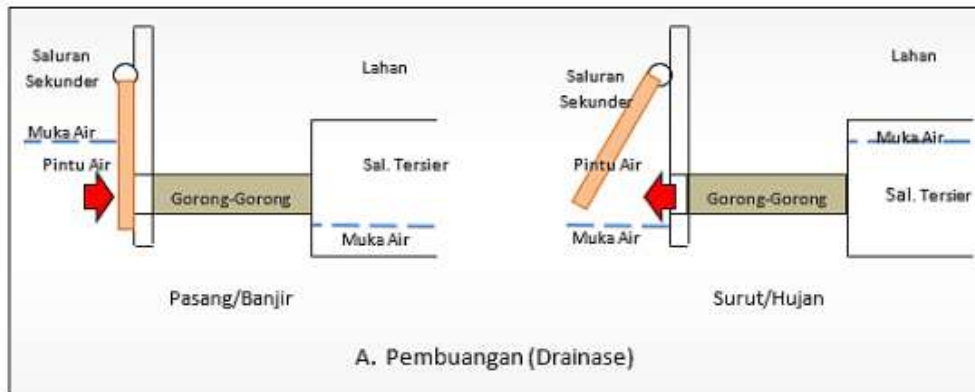 Saluran
Sekunder
Lahan
Muka Air
Pintu Air
Sal. Tersier
Gorong-Gorong
Muka Air
Pasang/Banjir
Saluran
Sekunder
Lahan
Muka Air
Pintu Air
Gorong-Gorong
Sal. Tersier
Muka Air
Surut/Hujan
A. Pembuangan (Drainase)